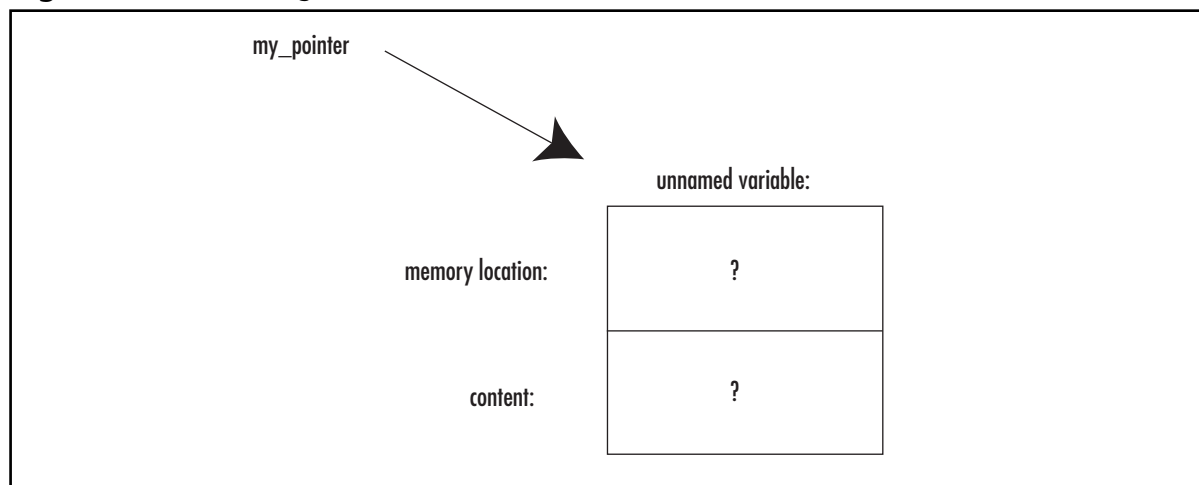 my_pointer
unnamed variable:
memory location: ?
content: ?